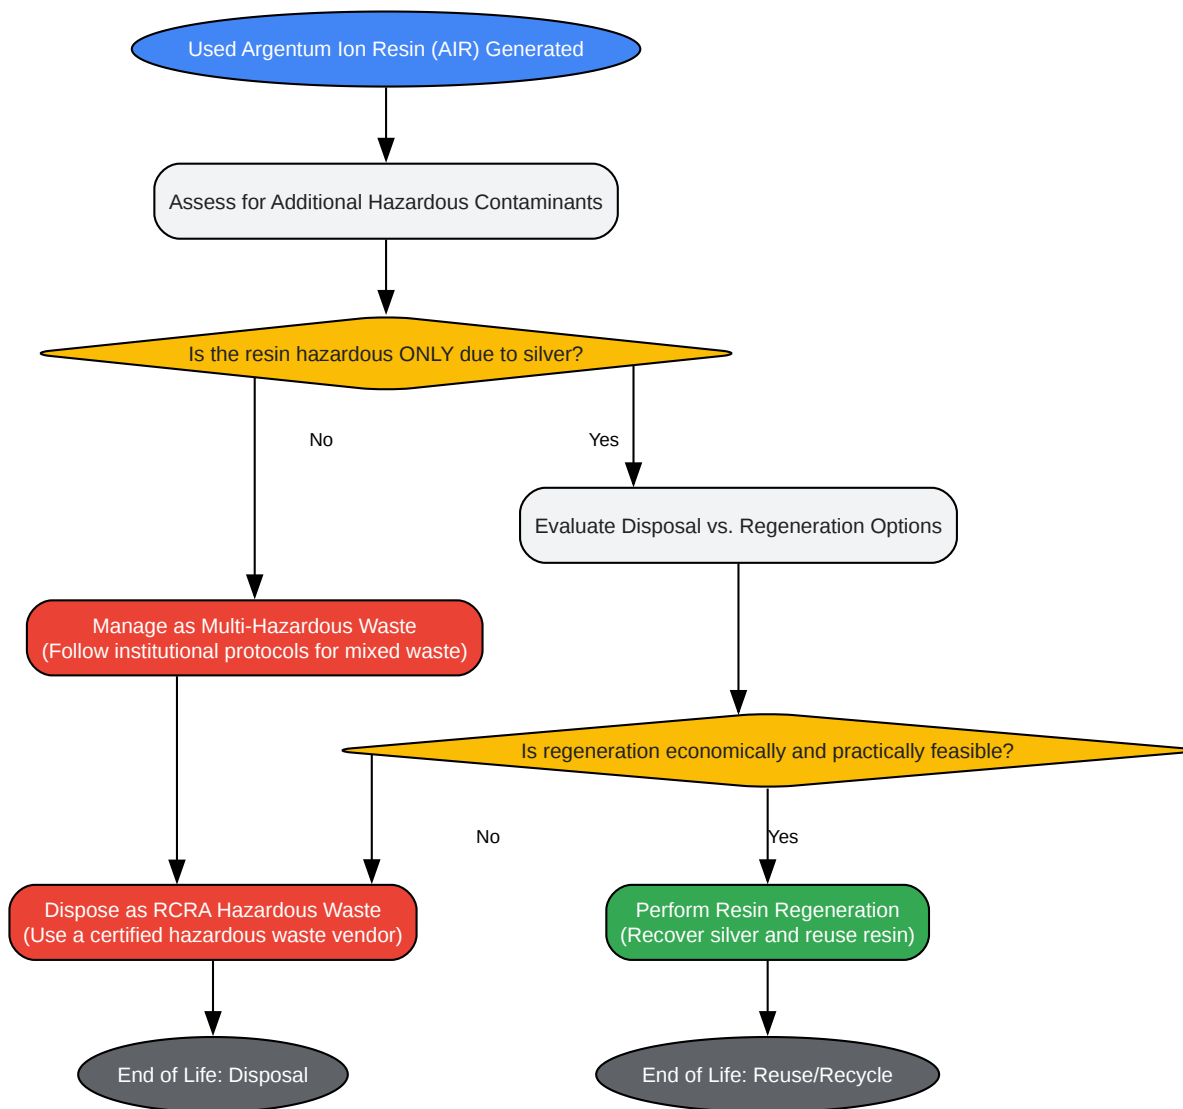 Used Argentum Ion Resin (AIR) Generated
Assess for Additional Hazardous Contaminants
Is the resin hazardous ONLY due to silver?
No
Yes
Evaluate Disposal vs. Regeneration Options
Manage as Multi-Hazardous Waste
(Follow institutional protocols for mixed waste)
Is regeneration economically and practically feasible?
No
Yes
Dispose as RCRA Hazardous Waste
(Use a certified hazardous waste vendor)
Perform Resin Regeneration
(Recover silver and reuse resin)
End of Life: Disposal
End of Life: Reuse/Recycle